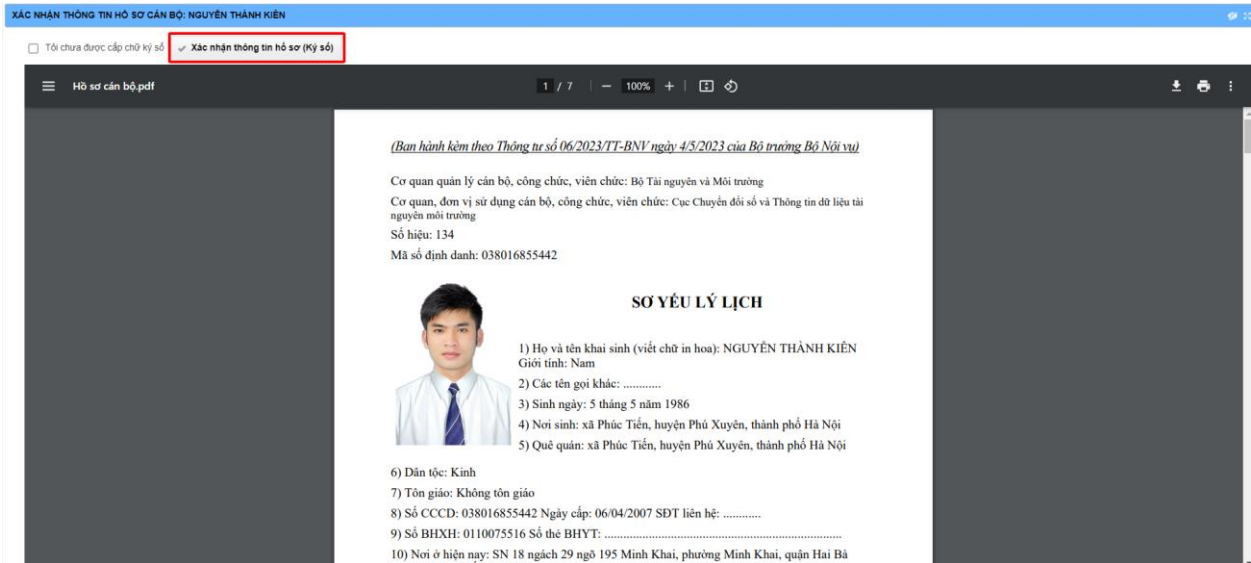 XÁC NHẬN THÔNG TIN HỒ SƠ CÁN BỘ: NGUYỄN THÀNH KIÊN
Tôi chưa được cấp chữ ký số
Xác nhận thông tin hồ sơ (Ký số)
Hồ sơ cán bộ.pdf
1 / 7
100%
(Ban hành kèm theo Thông tư số 06/2023/TT-BNV ngày 4/5/2023 của Bộ trưởng Bộ Nội vụ)
Cơ quan quản lý cán bộ, công chức, viên chức: Bộ Tài nguyên và Môi trường
Cơ quan, đơn vị sử dụng cán bộ, công chức, viên chức: Cục Chuyển đổi số và Thông tin dữ liệu tài
nguyên môi trường
Số hiệu: 134
Mã số định danh: 038016855442
SƠ YẾU LÝ LỊCH
1) Họ và tên khai sinh (viết chữ in hoa): NGUYỄN THÀNH KIÊN
Giới tính: Nam
2) Các tên gọi khác: ............
3) Sinh ngày: 5 tháng 5 năm 1986
4) Nơi sinh: xã Phúc Tiến, huyện Phú Xuyên, thành phố Hà Nội
5) Quê quán: xã Phúc Tiến, huyện Phú Xuyên, thành phố Hà Nội
6) Dân tộc: Kinh
7) Tôn giáo: Không tôn giáo
8) Số CCCD: 038016855442 Ngày cấp: 06/04/2007 SĐT liên hệ: ............
9) Số BHXH: 0110075516 Số thẻ BHYT: ............................................................................
10) Nơi ở hiện nay: SN 18 ngách 29 ngõ 195 Minh Khai, phường Minh Khai, quận Hai Bà